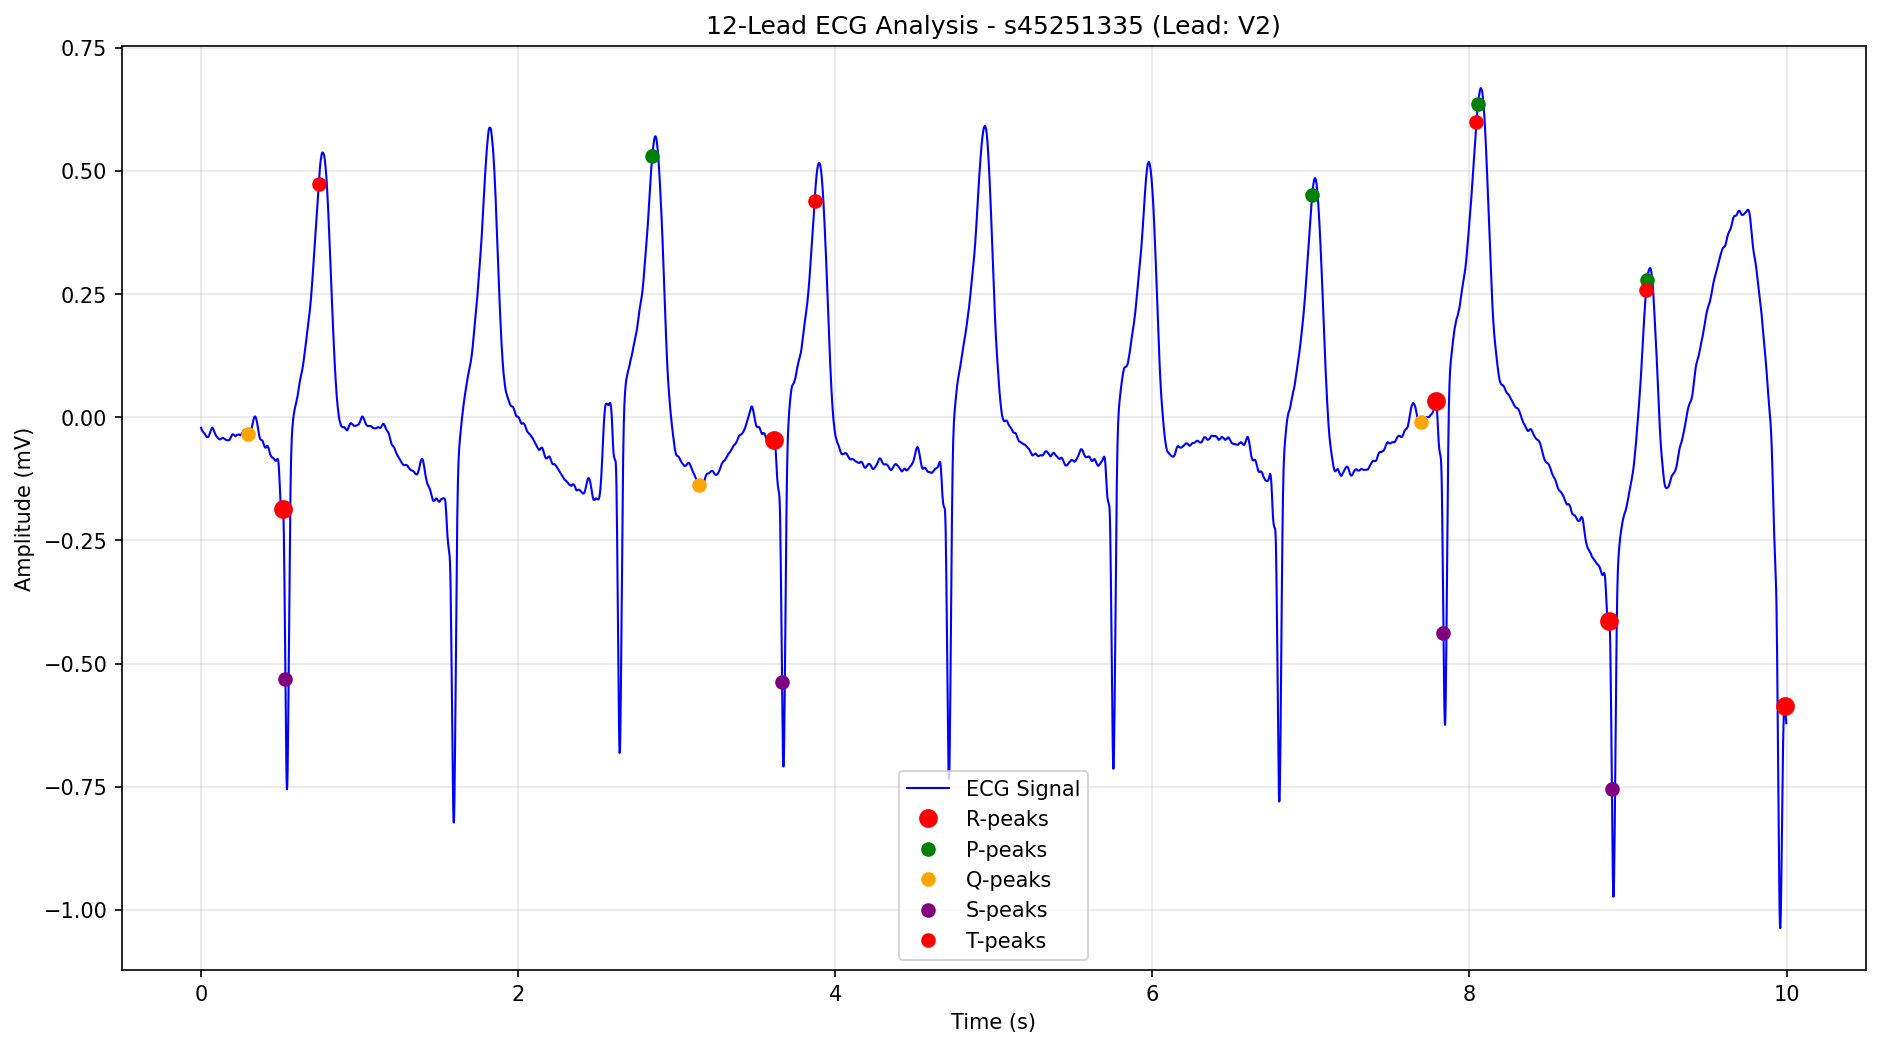 12-Lead ECG Analysis - s45251335 (Lead: V2)
0.75
0.50
0.25
0.00
−0.25
−0.50
−0.75
−1.00
Amplitude (mV)
ECG Signal
R-peaks
P-peaks
Q-peaks
S-peaks
T-peaks
0 2 4 6 8 10
Time (s)